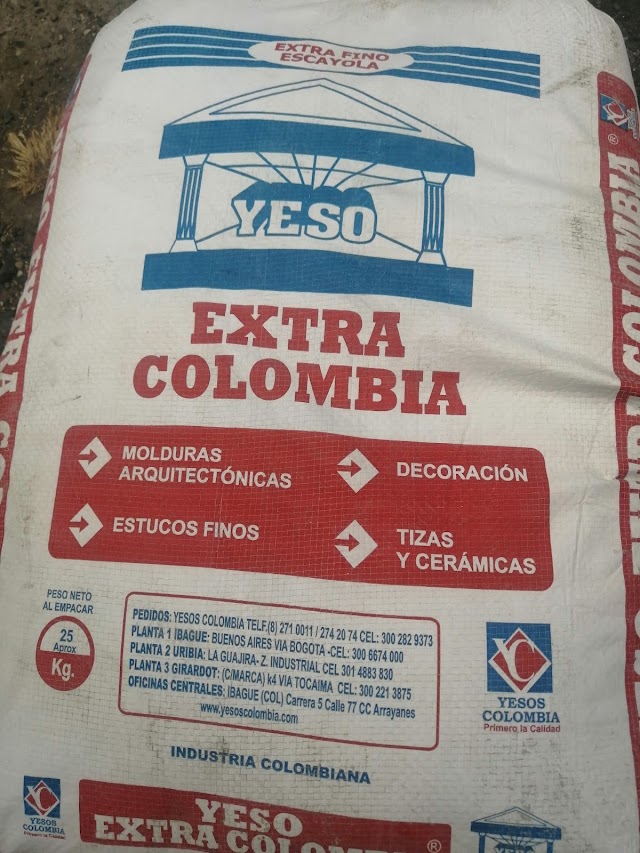 EXTRA FINO
ESCAYOLA
YESO
EXTRA
COLOMBIA
MOLDURAS
ARQUITECTÓNICAS
DECORACIÓN
ESTUCOS FINOS
TIZAS
Y CERÁMICAS
PESO NETO
AL EMPACAR
25
Aprox
Kg.
PEDIDOS: YESOS COLOMBIA TELF.(8) 271 0011 / 274 20 74 CEL: 300 282 9373
PLANTA 1 IBAGUE: BUENOS AIRES VIA BOGOTA -CEL: 300 6674 000
PLANTA 2 URIBIA: LA GUAJIRA- Z. INDUSTRIAL CEL 301 4883 830
PLANTA 3 GIRARDOT: (C/MARCA) k4 VIA TOCAIMA CEL: 300 221 3875
OFICINAS CENTRALES: IBAGUE (COL) Carrera 5 Calle 77 CC Arrayanes
www.yesoscolombia.com
YESOS
COLOMBIA
Primero la Calidad
INDUSTRIA COLOMBIANA
YESOS
COLOMBIA
Primero la Calidad
YESO
EXTRA COLOMBIA ®
YESO
COLOMBIA ®